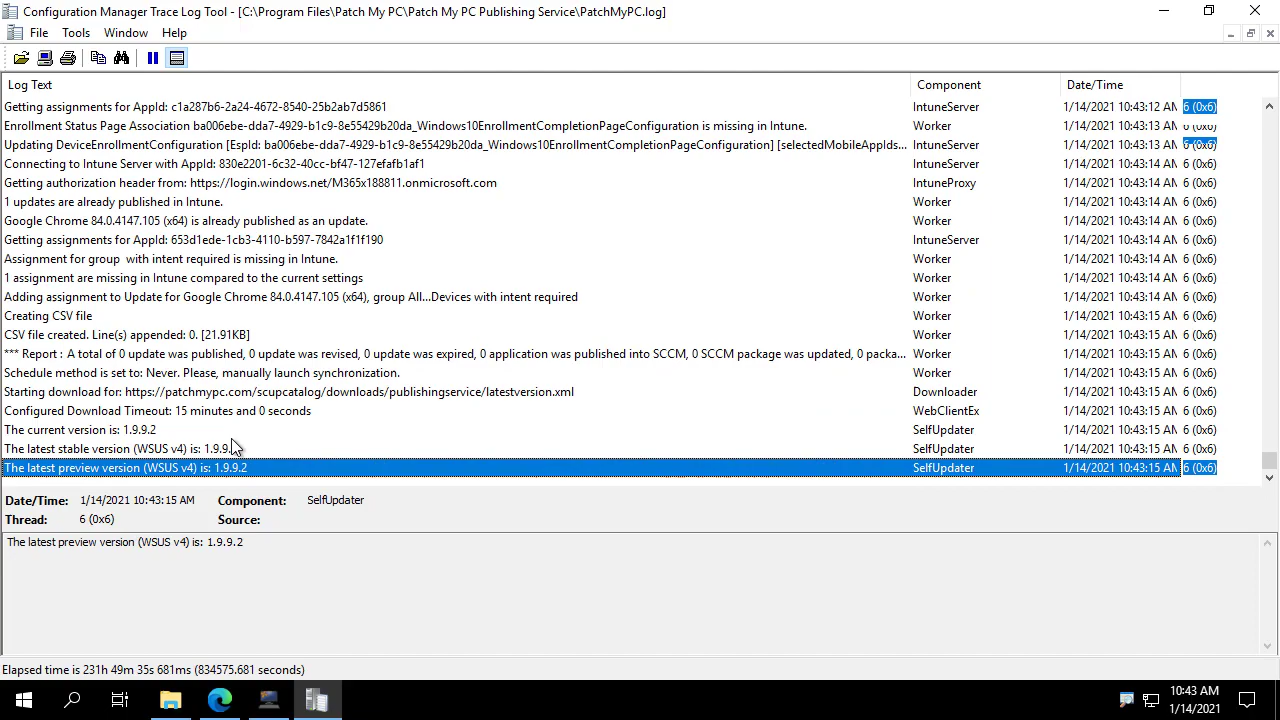 Configuration Manager Trace Log Tool - [C:\Program Files\Patch My PC\Patch My PC Publishing Service\PatchMyPC.log]
File Tools Window Help
Log Text Component Date/Time
Getting assignments for AppId: c1a287b6-2a24-4672-8540-25b2ab7d5861 IntuneServer 1/14/2021 10:43:12 AM 6 (0x6)
Enrollment Status Page Association ba006ebe-dda7-4929-b1c9-8e55429b20da_Windows10EnrollmentCompletionPageConfiguration is missing in Intune. Worker 1/14/2021 10:43:13 AM 6 (0x6)
Updating DeviceEnrollmentConfiguration [EspId: ba006ebe-dda7-4929-b1c9-8e55429b20da_Windows10EnrollmentCompletionPageConfiguration] [selectedMobileAppIds... IntuneServer 1/14/2021 10:43:13 AM 6 (0x6)
Connecting to Intune Server with AppId: 830e2201-6c32-40cc-bf47-127efafb1af1 IntuneServer 1/14/2021 10:43:14 AM 6 (0x6)
Getting authorization header from: https://login.windows.net/M365x188811.onmicrosoft.com IntuneProxy 1/14/2021 10:43:14 AM 6 (0x6)
1 updates are already published in Intune. Worker 1/14/2021 10:43:14 AM 6 (0x6)
Google Chrome 84.0.4147.105 (x64) is already published as an update. Worker 1/14/2021 10:43:14 AM 6 (0x6)
Getting assignments for AppId: 653d1ede-1cb3-4110-b597-7842a1f1f190 IntuneServer 1/14/2021 10:43:14 AM 6 (0x6)
Assignment for group  with intent required is missing in Intune. Worker 1/14/2021 10:43:14 AM 6 (0x6)
1 assignment are missing in Intune compared to the current settings Worker 1/14/2021 10:43:14 AM 6 (0x6)
Adding assignment to Update for Google Chrome 84.0.4147.105 (x64), group All...Devices with intent required Worker 1/14/2021 10:43:14 AM 6 (0x6)
Creating CSV file Worker 1/14/2021 10:43:15 AM 6 (0x6)
CSV file created. Line(s) appended: 0. [21.91KB] Worker 1/14/2021 10:43:15 AM 6 (0x6)
*** Report : A total of 0 update was published, 0 update was revised, 0 update was expired, 0 application was published into SCCM, 0 SCCM package was updated, 0 packa... Worker 1/14/2021 10:43:15 AM 6 (0x6)
Schedule method is set to: Never. Please, manually launch synchronization. Worker 1/14/2021 10:43:15 AM 6 (0x6)
Starting download for: https://patchmypc.com/scupcatalog/downloads/publishingservice/latestversion.xml Downloader 1/14/2021 10:43:15 AM 6 (0x6)
Configured Download Timeout: 15 minutes and 0 seconds WebClientEx 1/14/2021 10:43:15 AM 6 (0x6)
The current version is: 1.9.9.2 SelfUpdater 1/14/2021 10:43:15 AM 6 (0x6)
The latest stable version (WSUS v4) is: 1.9.9. SelfUpdater 1/14/2021 10:43:15 AM 6 (0x6)
The latest preview version (WSUS v4) is: 1.9.9.2 SelfUpdater 1/14/2021 10:43:15 AM 6 (0x6)
Date/Time: 1/14/2021 10:43:15 AM Component: SelfUpdater
Thread: 6 (0x6) Source:
The latest preview version (WSUS v4) is: 1.9.9.2
Elapsed time is 231h 49m 35s 681ms (834575.681 seconds)
10:43 AM
1/14/2021